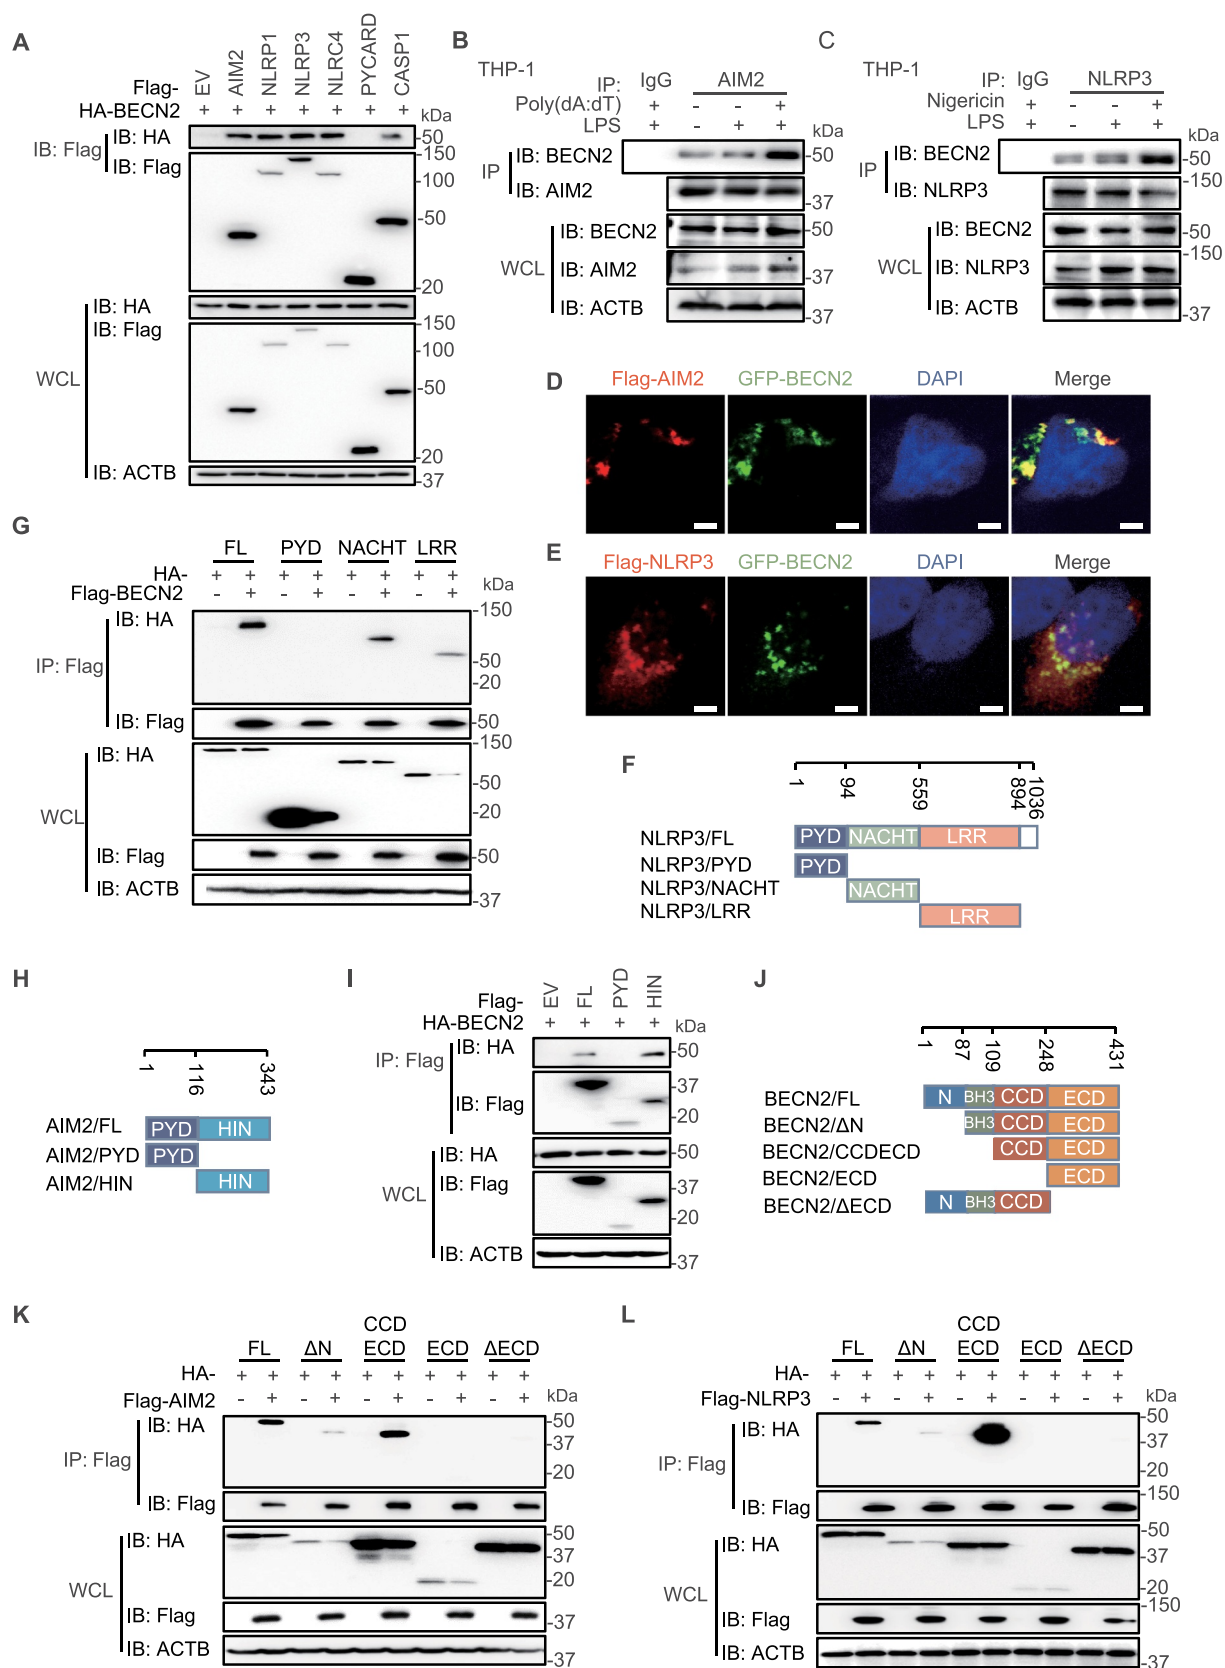 A
EV
AIM2
NLRP1
NLRP3
NLRC4
PYCARD
CASP1
Flag-
HA-BECN2 + + + + + + +
kDa
IB: Flag
IB: HA
-50
IB: Flag
-150
-100
-50
-20
WCL
IB: HA
IB: Flag
-150
-100
-50
-20
IB: ACTB
-37
B
THP-1
IP: IgG AIM2
Poly(dA:dT) + - - +
LPS + - + +
kDa
IP
IB: BECN2
-50
IB: AIM2
-37
WCL
IB: BECN2
-50
IB: AIM2
-37
IB: ACTB
-37
C
THP-1
IP: IgG NLRP3
Nigericin + - - +
LPS + - + +
kDa
IP
IB: BECN2
-50
IB: NLRP3
-150
WCL
IB: BECN2
-50
IB: NLRP3
-150
IB: ACTB
-37
D
Flag-AIM2 GFP-BECN2 DAPI Merge
E
Flag-NLRP3 GFP-BECN2 DAPI Merge
F
1 94 559 894 1036
NLRP3/FL PYD NACHT LRR
NLRP3/PYD PYD
NLRP3/NACHT NACHT
NLRP3/LRR LRR
G
FL PYD NACHT LRR
HA- + + + + + + + +
Flag-BECN2 - + - + - + - +
kDa
IP: Flag
IB: HA
-150
-50
-20
IB: Flag
-50
WCL
IB: HA
-150
-50
-20
IB: Flag
-50
IB: ACTB
-37
H
1 116 343
AIM2/FL PYD HIN
AIM2/PYD PYD
AIM2/HIN HIN
I
EV
FL
PYD
HIN
Flag-
HA-BECN2 + + + +
kDa
IP: Flag
IB: HA
-50
IB: Flag
-37
-20
WCL
IB: HA
-50
IB: Flag
-37
-20
IB: ACTB
-37
J
1 87 109 248 431
BECN2/FL N BH3 CCD ECD
BECN2/ΔN BH3 CCD ECD
BECN2/CCDECD CCD ECD
BECN2/ECD ECD
BECN2/ΔECD N BH3 CCD
K
CCD
FL ΔN ECD ECD ΔECD
HA- + + + + + + + + + +
Flag-AIM2 - + - + - + - + - +
kDa
IP: Flag
IB: HA
-50
-37
-20
IB: Flag
WCL
IB: HA
-50
-37
-20
IB: Flag
-37
IB: ACTB
-37
L
CCD
FL ΔN ECD ECD ΔECD
HA- + + + + + + + + + +
Flag-NLRP3 - + - + - + - + - +
kDa
IP: Flag
IB: HA
-50
-37
-20
IB: Flag
-150
WCL
IB: HA
-50
-37
-20
IB: Flag
-150
IB: ACTB
-37